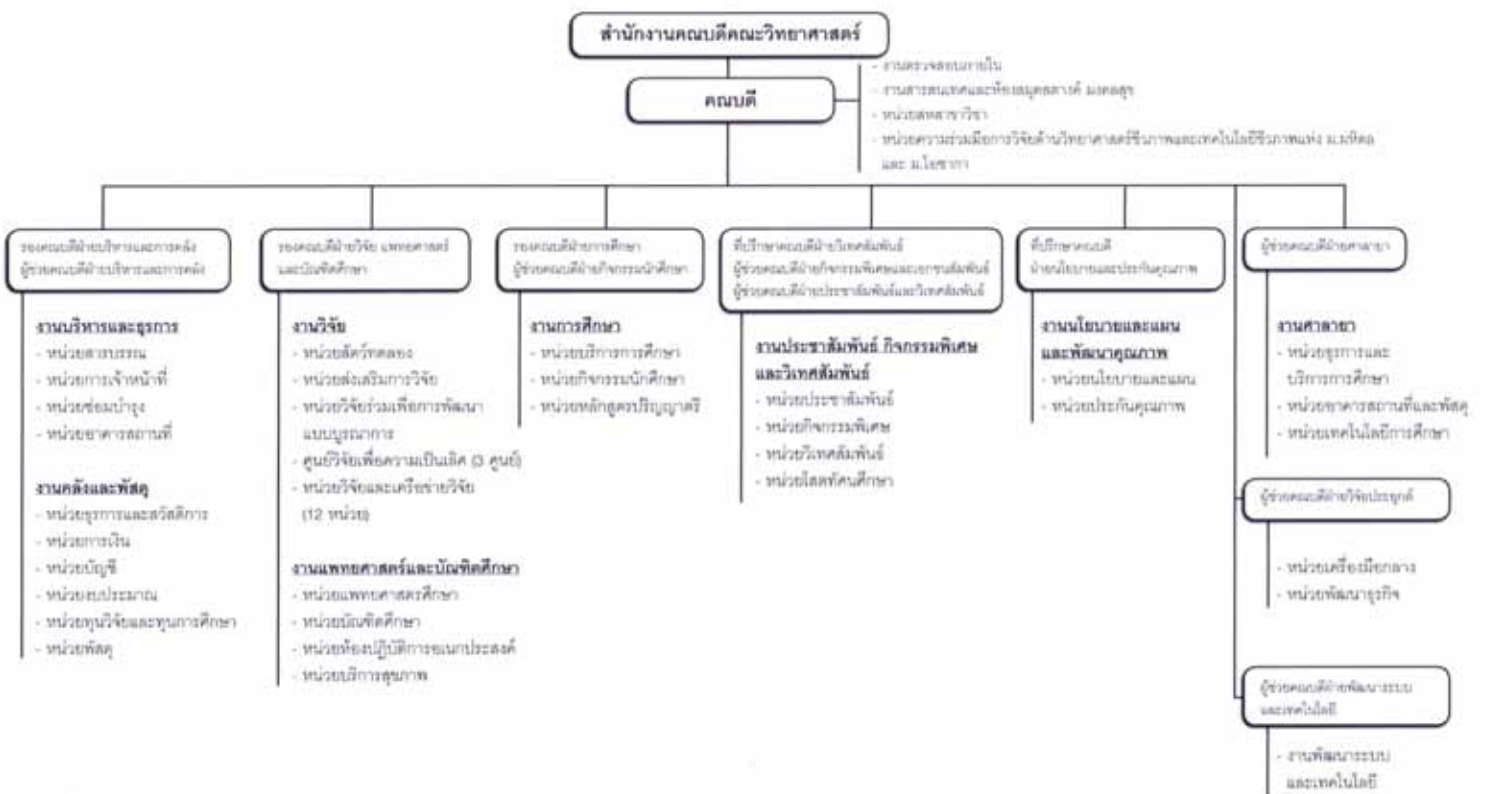 สำนักงานคณบดีคณะวิทยาศาสตร์
คณบดี
- งานตรวจสอบภายใน
- งานสารสนเทศและห้องสมุดสตางค์ มงคลสุข
- หน่วยสหสาขาวิชา
- หน่วยความร่วมมือการวิจัยด้านวิทยาศาสตร์ชีวภาพและเทคโนโลยีชีวภาพแห่ง ม.มหิดล
และ ม.โอซากา
รองคณบดีฝ่ายบริหารและการคลัง
ผู้ช่วยคณบดีฝ่ายบริหารและการคลัง
งานบริหารและธุรการ
- หน่วยสารบรรณ
- หน่วยการเจ้าหน้าที่
- หน่วยซ่อมบำรุง
- หน่วยอาคารสถานที่
งานคลังและพัสดุ
- หน่วยธุรการและสวัสดิการ
- หน่วยการเงิน
- หน่วยบัญชี
- หน่วยงบประมาณ
- หน่วยทุนวิจัยและทุนการศึกษา
- หน่วยพัสดุ
รองคณบดีฝ่ายวิจัย แพทยศาสตร์
และบัณฑิตศึกษา
งานวิจัย
- หน่วยสัตว์ทดลอง
- หน่วยส่งเสริมการวิจัย
- หน่วยวิจัยร่วมเพื่อการพัฒนา
แบบบูรณาการ
- ศูนย์วิจัยเพื่อความเป็นเลิศ (3 ศูนย์)
- หน่วยวิจัยและเครือข่ายวิจัย
(12 หน่วย)
งานแพทยศาสตร์และบัณฑิตศึกษา
- หน่วยแพทยศาสตรศึกษา
- หน่วยบัณฑิตศึกษา
- หน่วยห้องปฏิบัติการอเนกประสงค์
- หน่วยบริการสุขภาพ
รองคณบดีฝ่ายการศึกษา
ผู้ช่วยคณบดีฝ่ายกิจกรรมนักศึกษา
งานการศึกษา
- หน่วยบริการการศึกษา
- หน่วยกิจกรรมนักศึกษา
- หน่วยหลักสูตรปริญญาตรี
ที่ปรึกษาคณบดีฝ่ายวิเทศสัมพันธ์
ผู้ช่วยคณบดีฝ่ายกิจกรรมพิเศษและเอกชนสัมพันธ์
ผู้ช่วยคณบดีฝ่ายประชาสัมพันธ์และวิเทศสัมพันธ์
งานประชาสัมพันธ์ กิจกรรมพิเศษ
และวิเทศสัมพันธ์
- หน่วยประชาสัมพันธ์
- หน่วยกิจกรรมพิเศษ
- หน่วยวิเทศสัมพันธ์
- หน่วยโสตทัศนศึกษา
ที่ปรึกษาคณบดี
ฝ่ายนโยบายและประกันคุณภาพ
งานนโยบายและแผน
และพัฒนาคุณภาพ
- หน่วยนโยบายและแผน
- หน่วยประกันคุณภาพ
ผู้ช่วยคณบดีฝ่ายศาลายา
งานศาลายา
- หน่วยธุรการและ
บริการการศึกษา
- หน่วยอาคารสถานที่และพัสดุ
- หน่วยเทคโนโลยีการศึกษา
ผู้ช่วยคณบดีฝ่ายวิจัยประยุกต์
- หน่วยเครื่องมือกลาง
- หน่วยพัฒนาธุรกิจ
ผู้ช่วยคณบดีฝ่ายพัฒนาระบบ
และเทคโนโลยี
- งานพัฒนาระบบ
และเทคโนโลยี